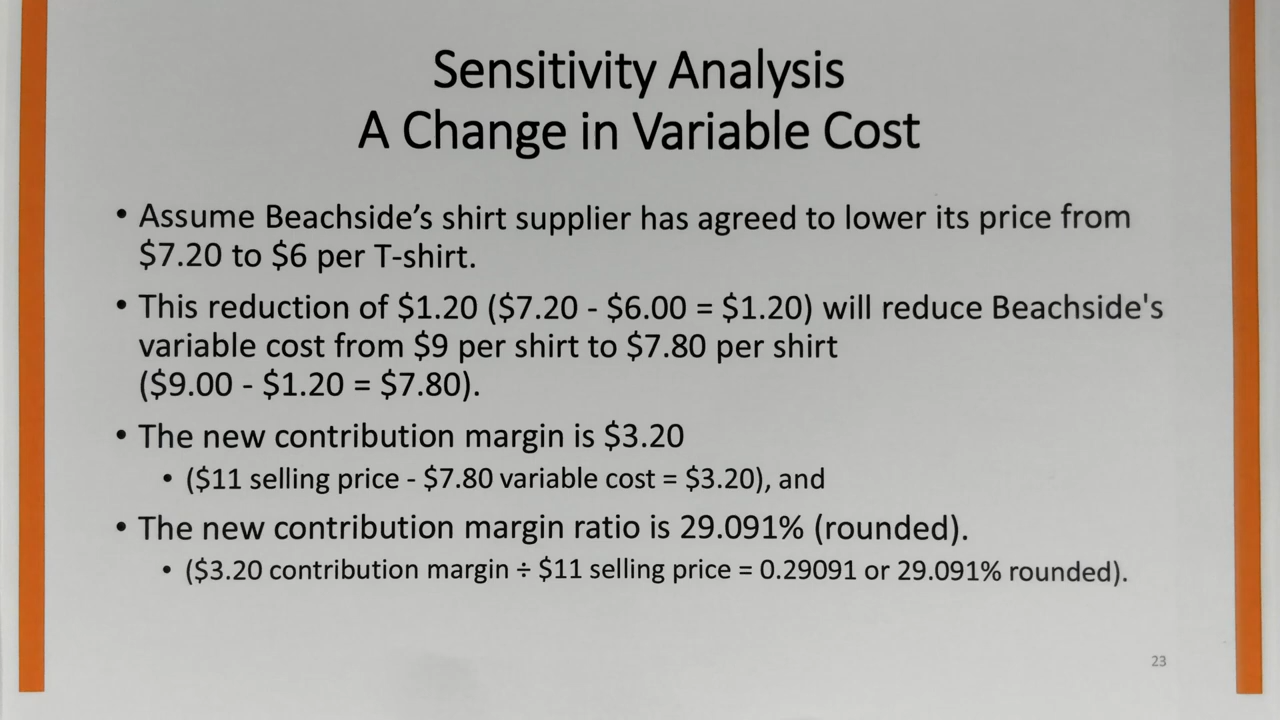 Sensitivity Analysis
A Change in Variable Cost
• Assume Beachside’s shirt supplier has agreed to lower its price from
$7.20 to $6 per T-shirt.
• This reduction of $1.20 ($7.20 - $6.00 = $1.20) will reduce Beachside's
variable cost from $9 per shirt to $7.80 per shirt
($9.00 - $1.20 = $7.80).
• The new contribution margin is $3.20
• ($11 selling price - $7.80 variable cost = $3.20), and
• The new contribution margin ratio is 29.091% (rounded).
• ($3.20 contribution margin ÷ $11 selling price = 0.29091 or 29.091% rounded).
23